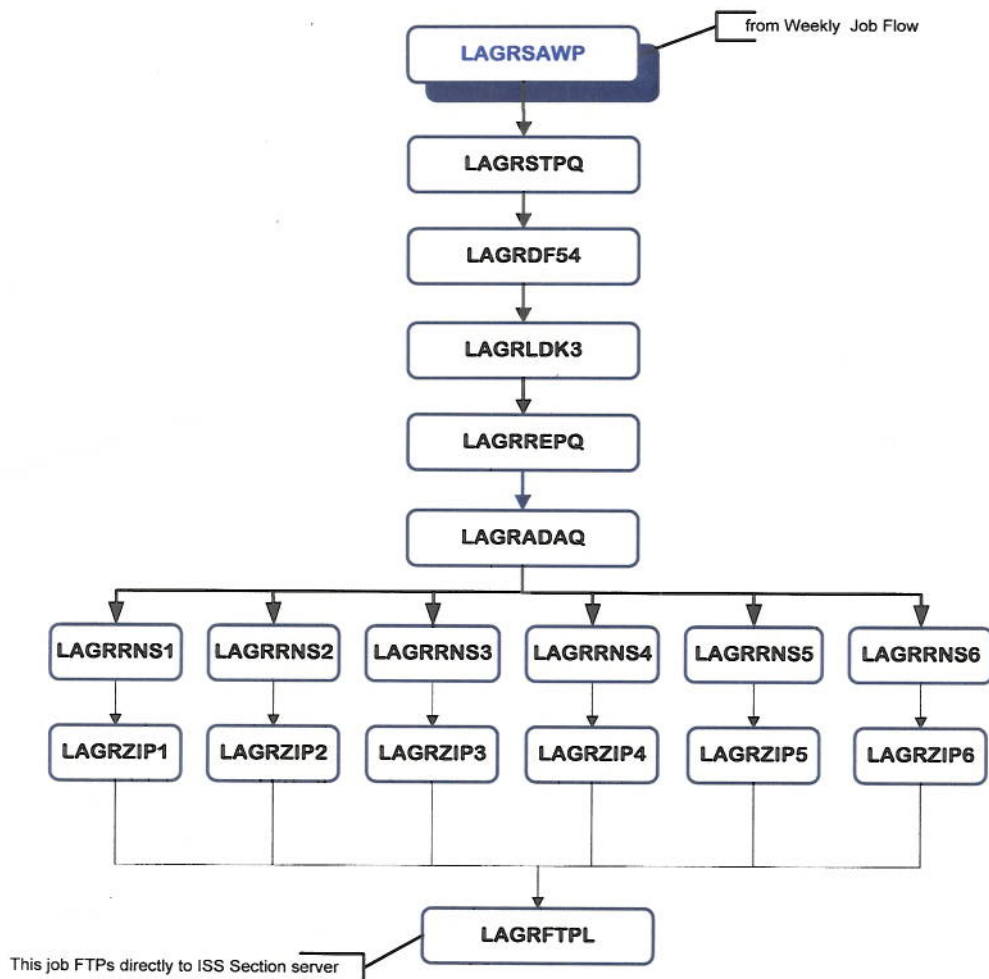 from Weekly Job Flow
LAGRSAWP
LAGRSTPQ
LAGRDF54
LAGRLDK3
LAGRREPQ
LAGRADAQ
LAGRRNS1
LAGRRNS2
LAGRRNS3
LAGRRNS4
LAGRRNS5
LAGRRNS6
LAGRZIP1
LAGRZIP2
LAGRZIP3
LAGRZIP4
LAGRZIP5
LAGRZIP6
LAGRFTPL
This job FTPs directly to ISS Section server